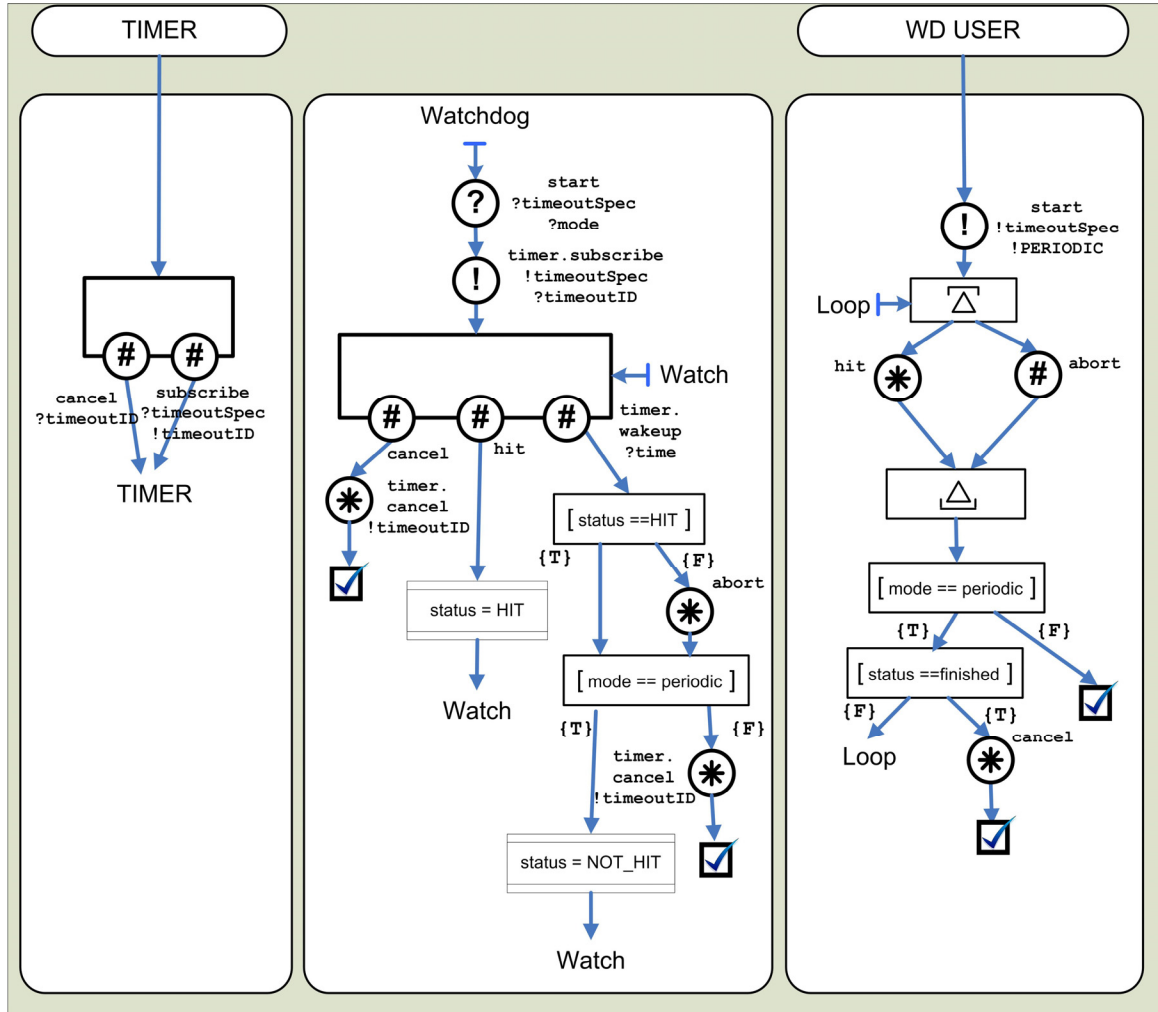 TIMER
WD USER
cancel
?timeoutID
subscribe
?timeoutSpec
!timeoutID
#
#
TIMER
Watchdog
?
start
?timeoutSpec
?mode
!
timer.subscribe
!timeoutSpec
?timeoutID
Watch
#
#
#
cancel
hit
timer.
wakeup
?time
timer.
cancel
!timeoutID
[ status ==HIT ]
{T}
{F}
abort
status = HIT
Watch
[ mode == periodic ]
{T}
{F}
timer.
cancel
!timeoutID
status = NOT_HIT
Watch
!
start
!timeoutSpec
!PERIODIC
Loop
hit
#
abort
[ mode == periodic ]
{T}
{F}
[ status ==finished ]
{F}
{T}
Loop
cancel